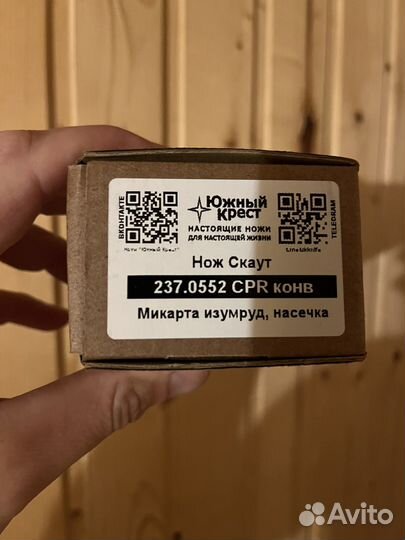 ВКОНТАКТЕ
Южный
Крест
НАСТОЯЩИЕ НОЖИ
ДЛЯ НАСТОЯЩЕЙ ЖИЗНИ
TELEGRAM
Нож Скаут
237.0552 CPR конв
Микарта изумруд, насечка
Avito